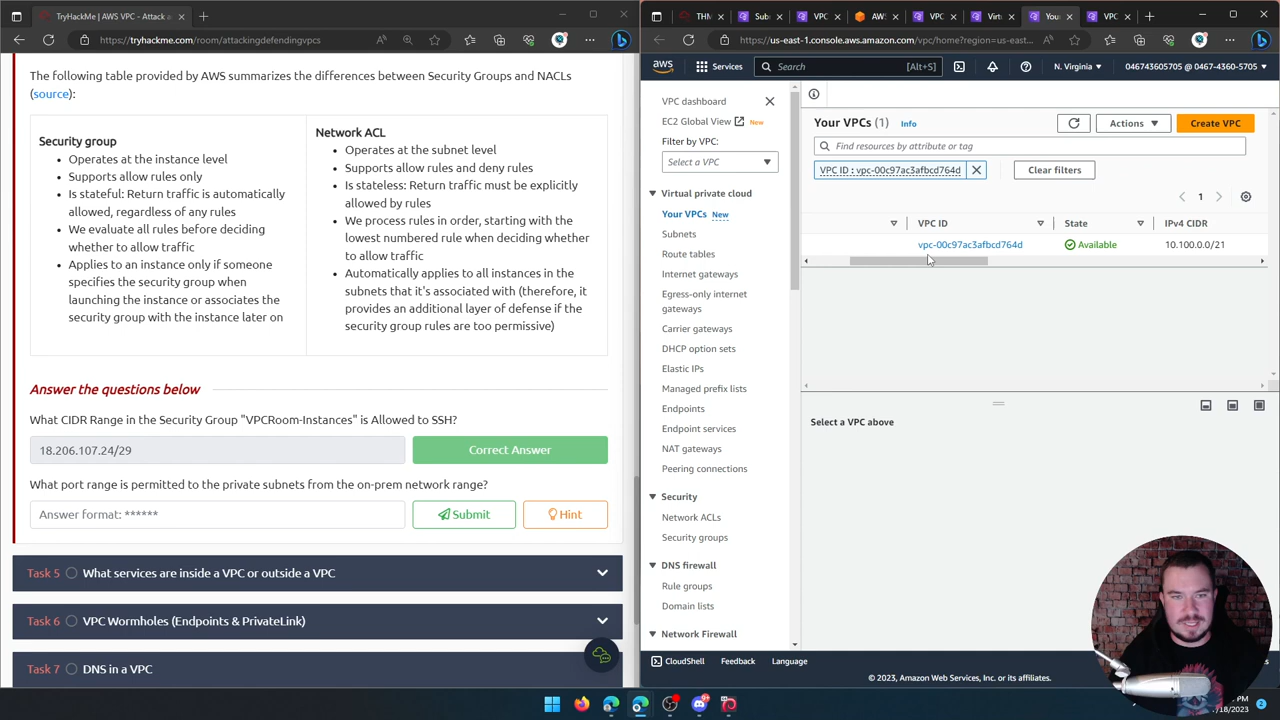 TryHackMe | AWS VPC - Attack a
https://tryhackme.com/room/attackingdefendingvpcs
The following table provided by AWS summarizes the differences between Security Groups and NACLs
(source):
Security group
Operates at the instance level
Supports allow rules only
Is stateful: Return traffic is automatically
allowed, regardless of any rules
We evaluate all rules before deciding
whether to allow traffic
Applies to an instance only if someone
specifies the security group when
launching the instance or associates the
security group with the instance later on
Network ACL
Operates at the subnet level
Supports allow rules and deny rules
Is stateless: Return traffic must be explicitly
allowed by rules
We process rules in order, starting with the
lowest numbered rule when deciding whether
to allow traffic
Automatically applies to all instances in the
subnets that it's associated with (therefore, it
provides an additional layer of defense if the
security group rules are too permissive)
Answer the questions below
What CIDR Range in the Security Group "VPCRoom-Instances" is Allowed to SSH?
18.206.107.24/29
Correct Answer
What port range is permitted to the private subnets from the on-prem network range?
Answer format: ******
Submit
Hint
Task 5 What services are inside a VPC or outside a VPC
Task 6 VPC Wormholes (Endpoints & PrivateLink)
Task 7 DNS in a VPC
TH
Sub
Am
VPC
Sub
Virt
You
VPC
https://us-east-1.console.aws.amazon.com/vpc/home?region=us-eas...
aws
Services
Search
[Alt+S]
N. Virginia
046743605705 @ 0467-4360-5705
VPC dashboard
EC2 Global View New
Filter by VPC:
Select a VPC
Virtual private cloud
Your VPCs New
Subnets
Route tables
Internet gateways
Egress-only internet
gateways
Carrier gateways
DHCP option sets
Elastic IPs
Managed prefix lists
Endpoints
Endpoint services
NAT gateways
Peering connections
Security
Network ACLs
Security groups
DNS firewall
Rule groups
Domain lists
Network Firewall
Your VPCs (1) Info
Actions
Create VPC
Find resources by attribute or tag
VPC ID : vpc-00c97ac3afbcd764d
Clear filters
1
VPC ID
State
IPv4 CIDR
vpc-00c97ac3afbcd764d
Available
10.100.0.0/21
Select a VPC above
CloudShell
Feedback
Language
© 2023, Amazon Web Services, Inc. or its affiliates.
PM
/18/2023